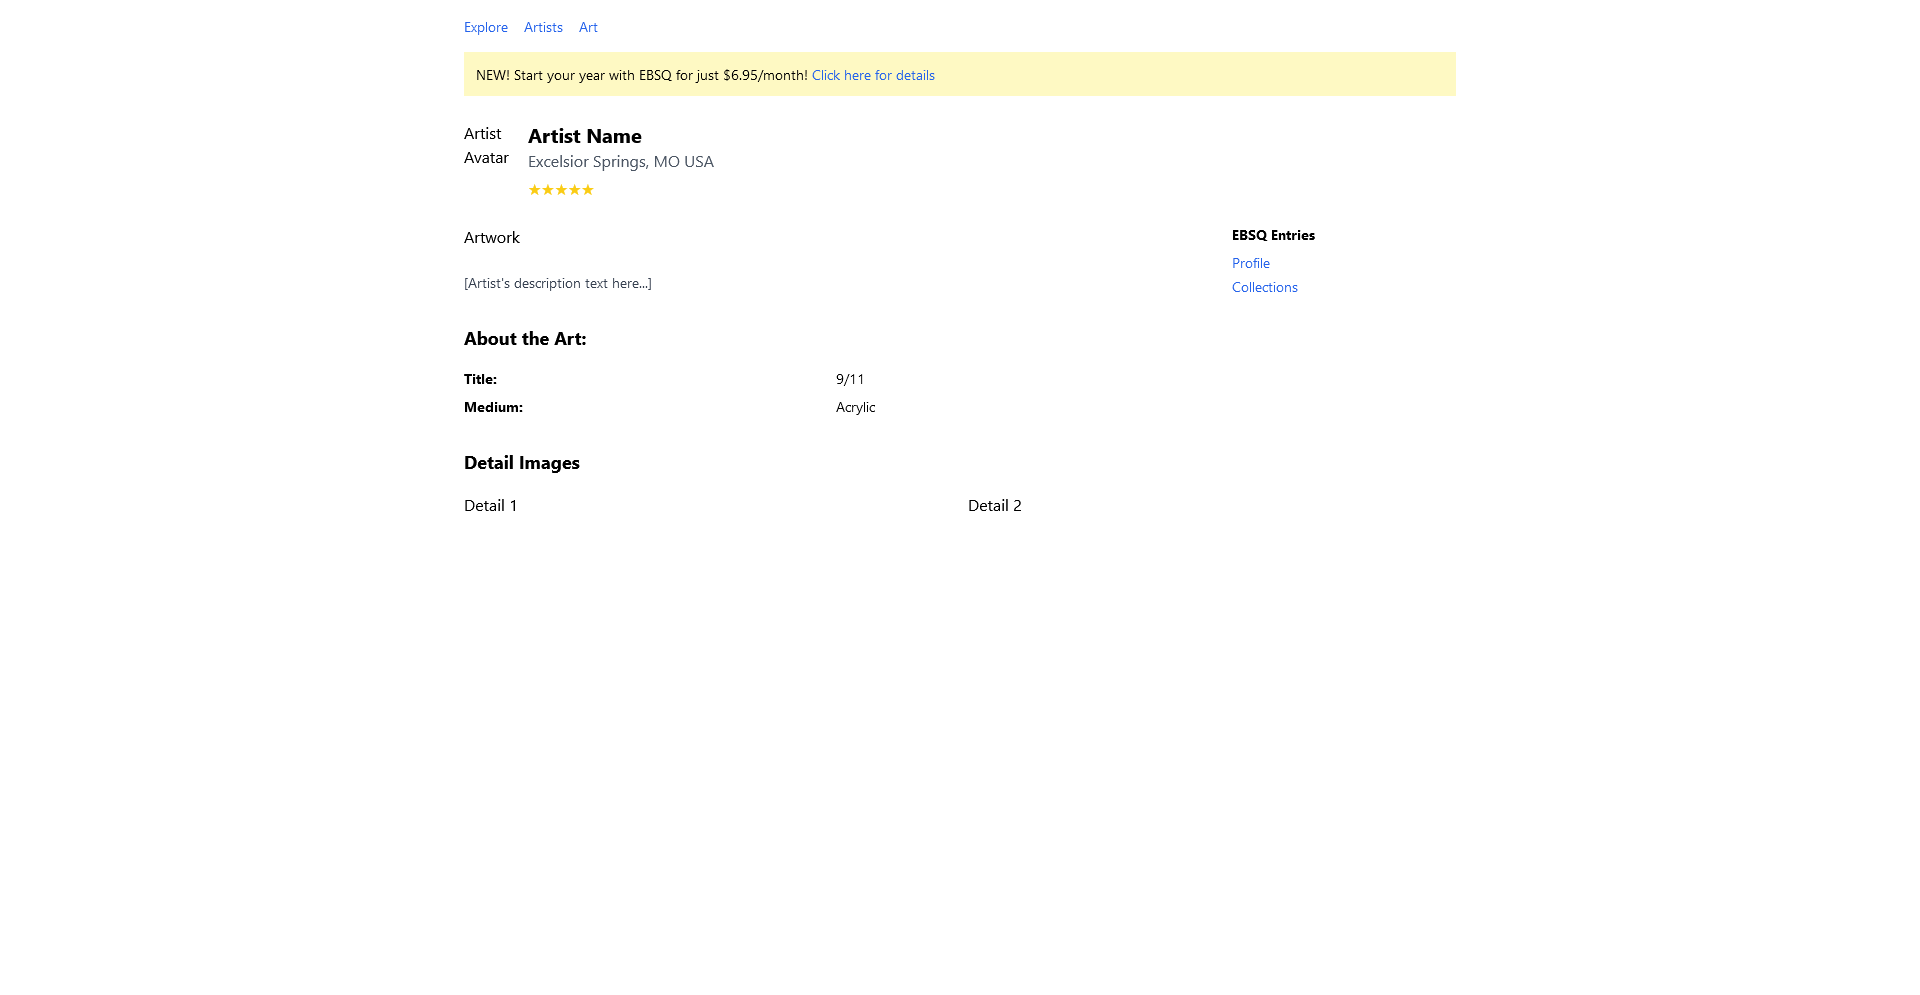 Explore Artists Art
NEW! Start your year with EBSQ for just $6.95/month! Click here for details
Artist
Avatar
Artist Name
Excelsior Springs, MO USA
★★★★★
Artwork
[Artist's description text here...]
EBSQ Entries
Profile
Collections
About the Art:
Title: 9/11
Medium: Acrylic
Detail Images
Detail 1 Detail 2